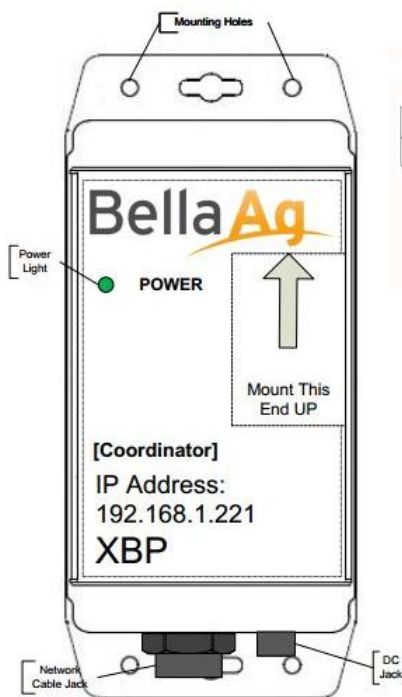 Mounting Holes
BellaAg
Power
Light
POWER
Mount This
End UP
[Coordinator]
IP Address:
192.168.1.221
XBP
Network
Cable Jack
DC
Jack